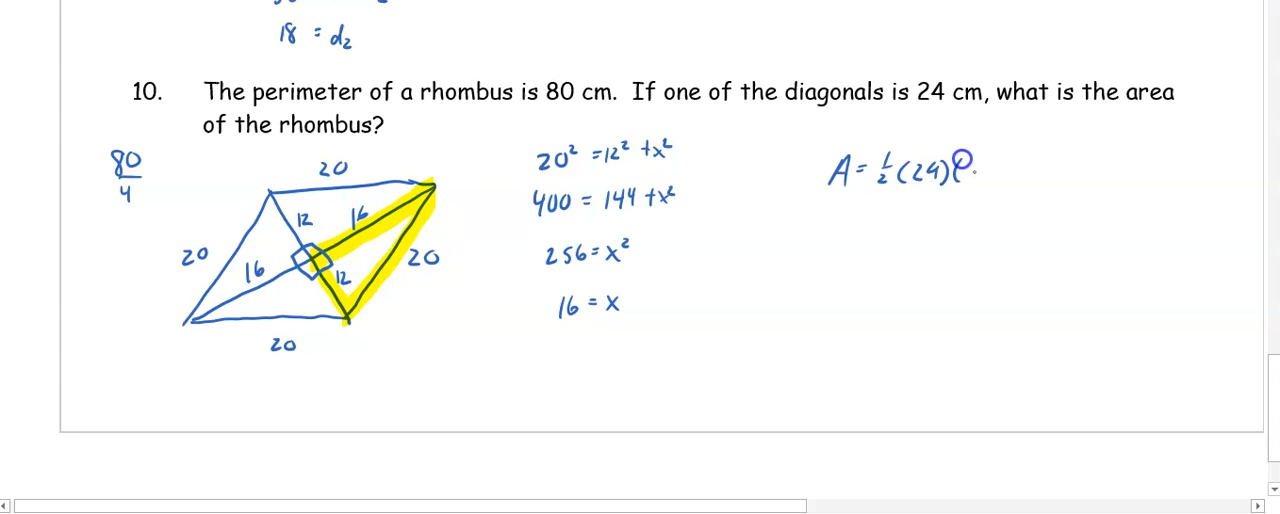 18 = d₂
10. The perimeter of a rhombus is 80 cm. If one of the diagonals is 24 cm, what is the area
of the rhombus?
80
4
20
20
12
16
16
12
20
20
20² = 12² + x²
400 = 144 + x²
256 = x²
16 = x
A = 1/2 (24)(